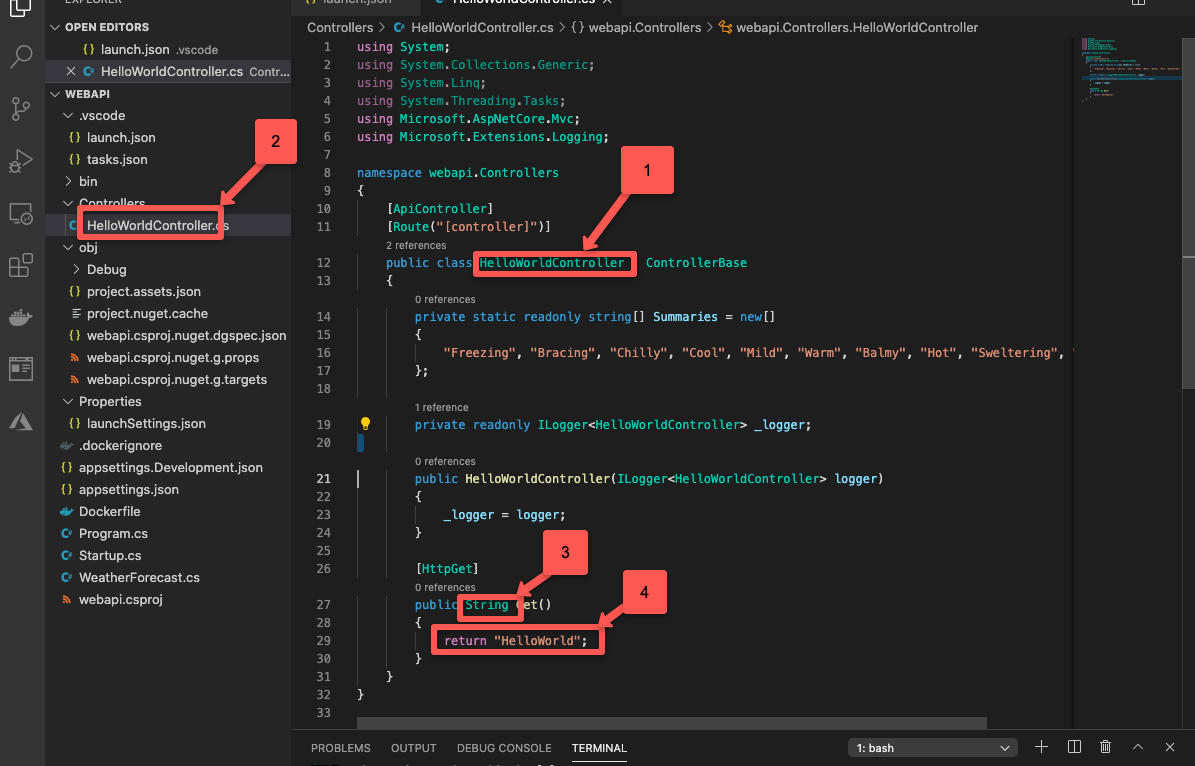 EXPLORER
OPEN EDITORS
{} launch.json .vscode
HelloWorldController.cs Contr...
WEBAPI
.vscode
{} launch.json
{} tasks.json
bin
Controllers
HelloWorldController.cs
obj
Debug
{} project.assets.json
project.nuget.cache
{} webapi.csproj.nuget.dgspec.json
webapi.csproj.nuget.g.props
webapi.csproj.nuget.g.targets
Properties
{} launchSettings.json
.dockerignore
{} appsettings.Development.json
{} appsettings.json
Dockerfile
C# Program.cs
C# Startup.cs
C# WeatherForecast.cs
webapi.csproj
2
{} launch.json
HelloWorldController.cs
Controllers > HelloWorldController.cs > {} webapi.Controllers > webapi.Controllers.HelloWorldController
1 using System;
2 using System.Collections.Generic;
3 using System.Linq;
4 using System.Threading.Tasks;
5 using Microsoft.AspNetCore.Mvc;
6 using Microsoft.Extensions.Logging;
7
8 namespace webapi.Controllers
9 {
10 [ApiController]
11 [Route("[controller]")]
2 references
12 public class HelloWorldController ControllerBase
13 {
0 references
14 private static readonly string[] Summaries = new[]
15 {
16 "Freezing", "Bracing", "Chilly", "Cool", "Mild", "Warm", "Balmy", "Hot", "Sweltering", "
17 };
18
1 reference
19 private readonly ILogger<HelloWorldController> _logger;
20
0 references
21 public HelloWorldController(ILogger<HelloWorldController> logger)
22 {
23 _logger = logger;
24 }
25
26 [HttpGet]
0 references
27 public String Get()
28 {
29 return "HelloWorld";
30 }
31 }
32 }
33
1
3
4
PROBLEMS OUTPUT DEBUG CONSOLE TERMINAL 1: bash